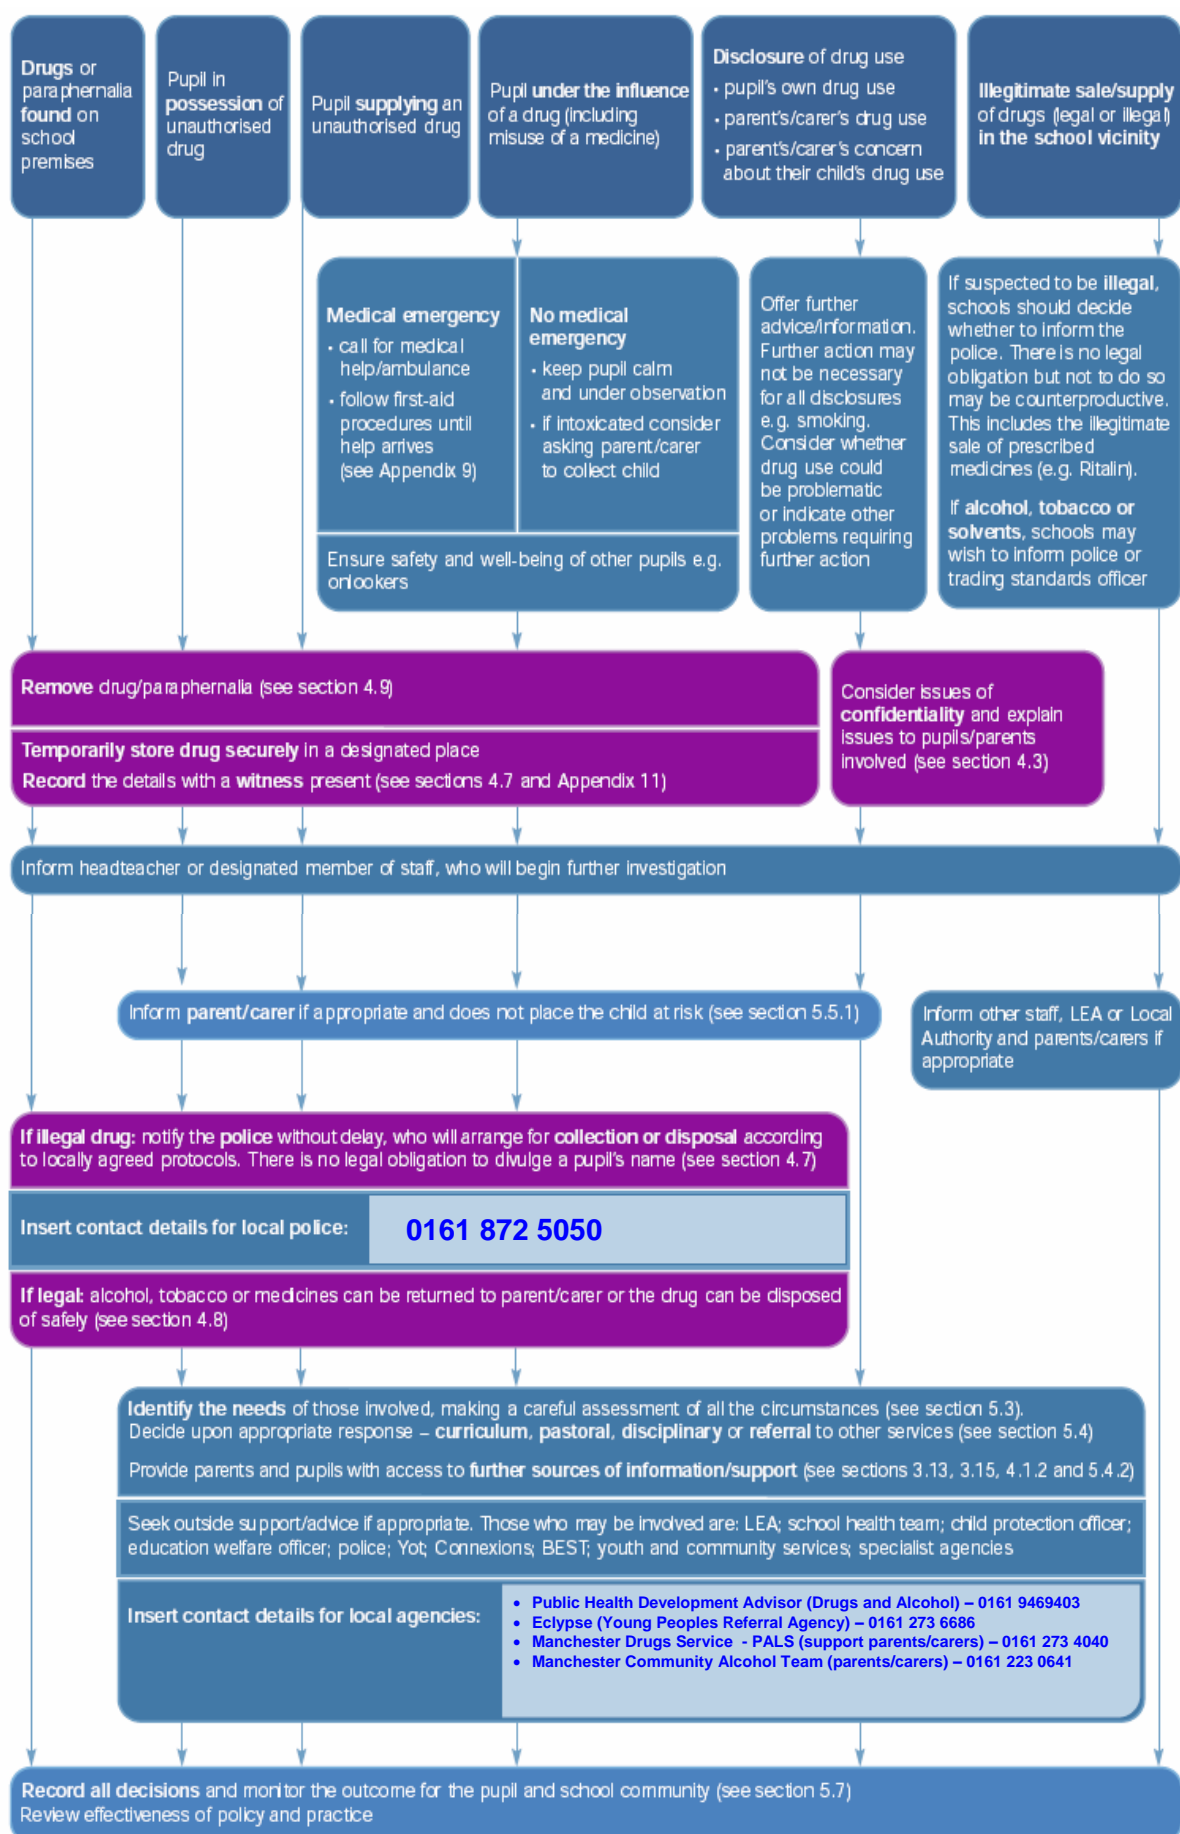 Drugs or
paraphernalia
found on
school
premises
Pupil in
possession of
unauthorised
drug
Pupil supplying an
unauthorised drug
Pupil under the influence
of a drug (including
misuse of a medicine)
Disclosure of drug use
• pupil's own drug use
• parent's/carer's drug use
• parent's/carer's concern
about their child's drug use
Illegitimate sale/supply
of drugs (legal or illegal)
in the school vicinity
Medical emergency
• call for medical
help/ambulance
• follow first-aid
procedures until
help arrives
(see Appendix 9)
No medical
emergency
• keep pupil calm
and under observation
• if intoxicated consider
asking parent/carer
to collect child
Ensure safety and well-being of other pupils e.g.
onlookers
Offer further
advice/information.
Further action may
not be necessary
for all disclosures
e.g. smoking.
Consider whether
drug use could
be problematic
or indicate other
problems requiring
further action
If suspected to be illegal,
schools should decide
whether to inform the
police. There is no legal
obligation but not to do so
may be counterproductive.
This includes the illegitimate
sale of prescribed
medicines (e.g. Ritalin).
If alcohol, tobacco or
solvents, schools may
wish to inform police or
trading standards officer
Remove drug/paraphernalia (see section 4.9)
Temporarily store drug securely in a designated place
Record the details with a witness present (see sections 4.7 and Appendix 11)
Consider issues of
confidentiality and explain
issues to pupils/parents
involved (see section 4.3)
Inform headteacher or designated member of staff, who will begin further investigation
Inform parent/carer if appropriate and does not place the child at risk (see section 5.5.1)
Inform other staff, LEA or Local
Authority and parents/carers if
appropriate
If illegal drug: notify the police without delay, who will arrange for collection or disposal according
to locally agreed protocols. There is no legal obligation to divulge a pupil's name (see section 4.7)
Insert contact details for local police:
0161 872 5050
If legal: alcohol, tobacco or medicines can be returned to parent/carer or the drug can be disposed
of safely (see section 4.8)
Identify the needs of those involved, making a careful assessment of all the circumstances (see section 5.3).
Decide upon appropriate response – curriculum, pastoral, disciplinary or referral to other services (see section 5.4)
Provide parents and pupils with access to further sources of information/support (see sections 3.13, 3.15, 4.1.2 and 5.4.2)
Seek outside support/advice if appropriate. Those who may be involved are: LEA; school health team; child protection officer;
education welfare officer; police; Yot; Connexions; BEST; youth and community services; specialist agencies
Insert contact details for local agencies:
• Public Health Development Advisor (Drugs and Alcohol) – 0161 9469403
• Eclypse (Young Peoples Referral Agency) – 0161 273 6686
• Manchester Drugs Service - PALS (support parents/carers) – 0161 273 4040
• Manchester Community Alcohol Team (parents/carers) – 0161 223 0641
Record all decisions and monitor the outcome for the pupil and school community (see section 5.7)
Review effectiveness of policy and practice